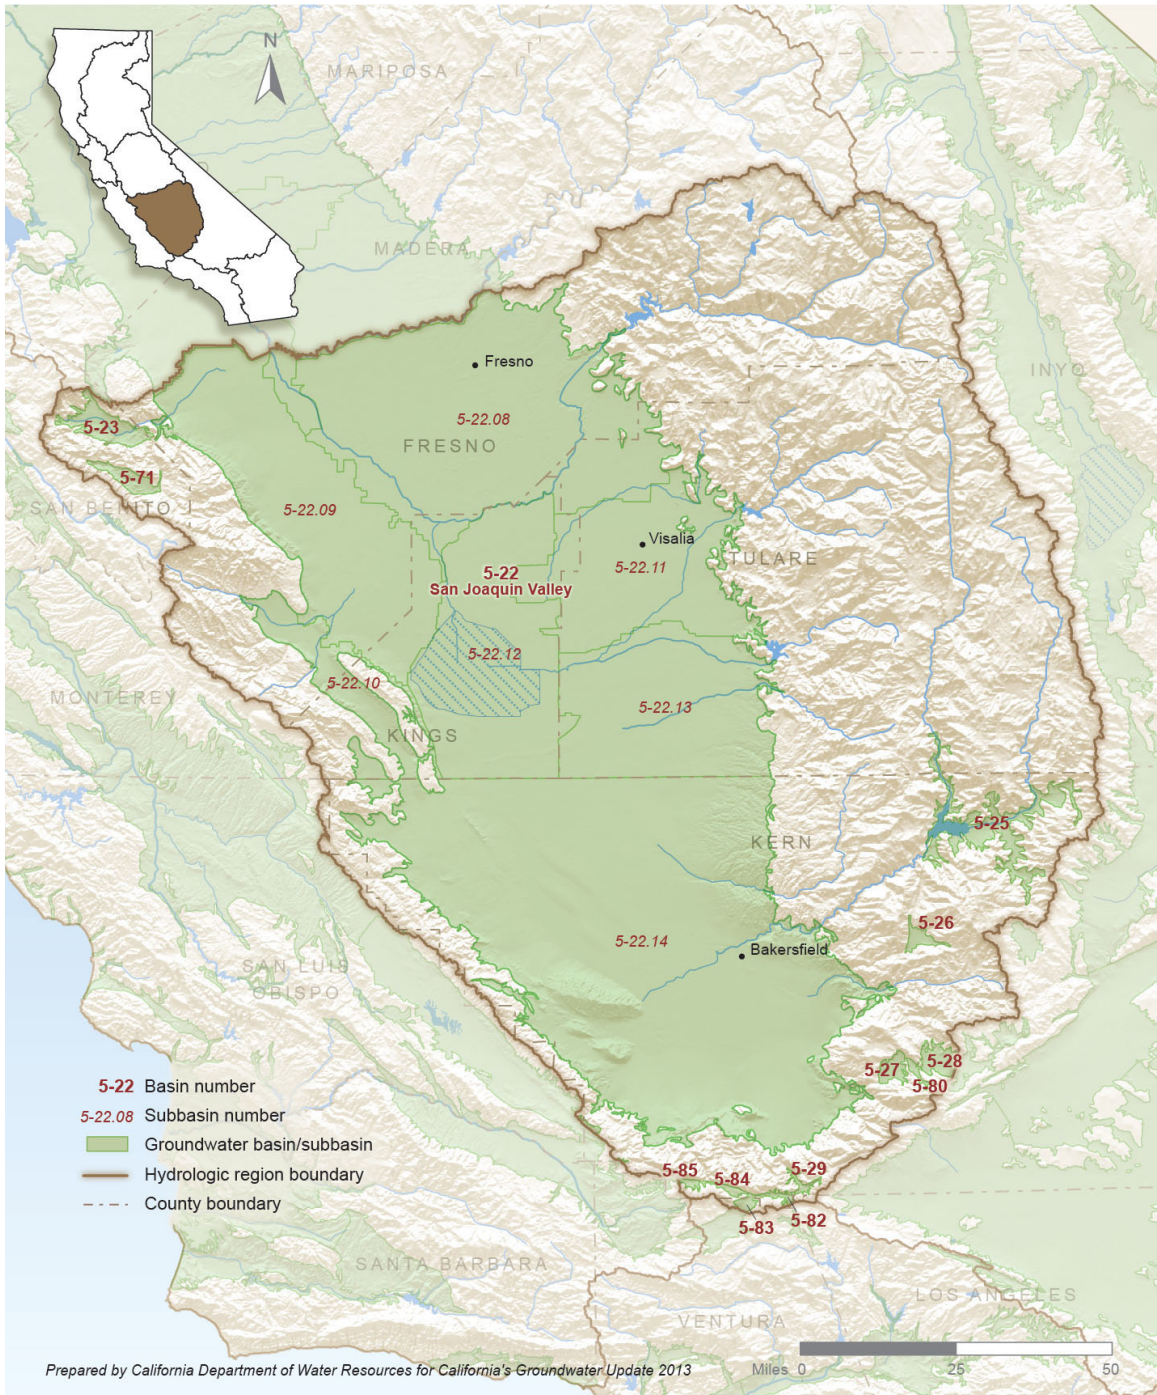 N
MARIPOSA
MADERA
Fresno
INYO
5-22.08
5-23
FRESNO
5-71
SAN BENITO
5-22.09
Visalia
TULARE
5-22
San Joaquin Valley
5-22.11
5-22.12
5-22.10
MONTEREY
5-22.13
KINGS
5-25
KERN
5-26
5-22.14
Bakersfield
SAN LUIS
OBISPO
5-28
5-27
5-80
5-22 Basin number
5-22.08 Subbasin number
Groundwater basin/subbasin
Hydrologic region boundary
County boundary
5-85
5-29
5-84
5-82
5-83
SANTA BARBARA
LOS ANGELES
VENTURA
Prepared by California Department of Water Resources for California's Groundwater Update 2013
Miles 0 25 50